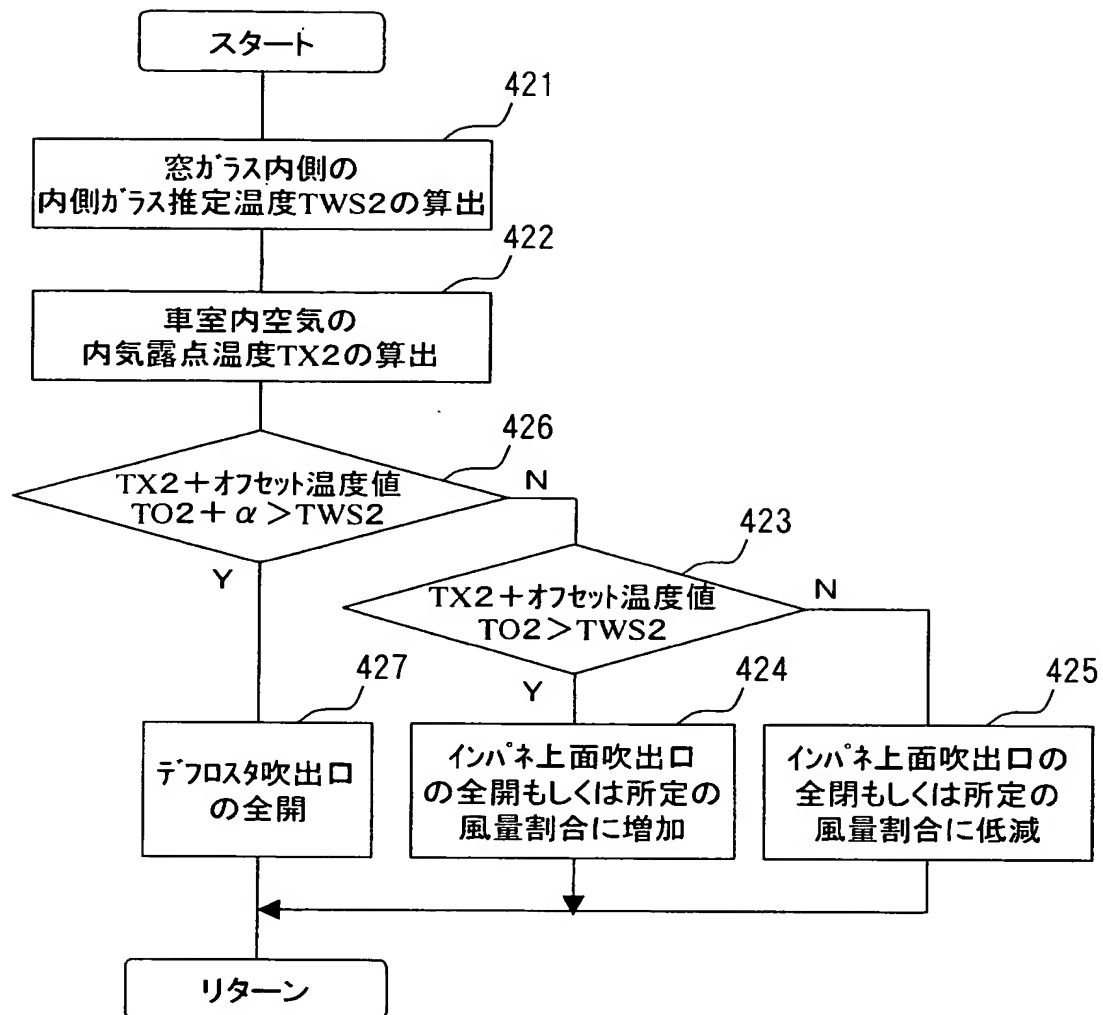 スタート
421
窓ガラス内側の
内側ガラス推定温度TWS2の算出
422
車室内空気の
内気露点温度TX2の算出
426
TX2+オフセット温度値
TO2+α>TWS2
N
Y
423
TX2+オフセット温度値
TO2>TWS2
N
Y
427
デフロスタ吹出口
の全開
424
インパネ上面吹出口
の全開もしくは所定の
風量割合に増加
425
インパネ上面吹出口の
全閉もしくは所定の
風量割合に低減
リターン